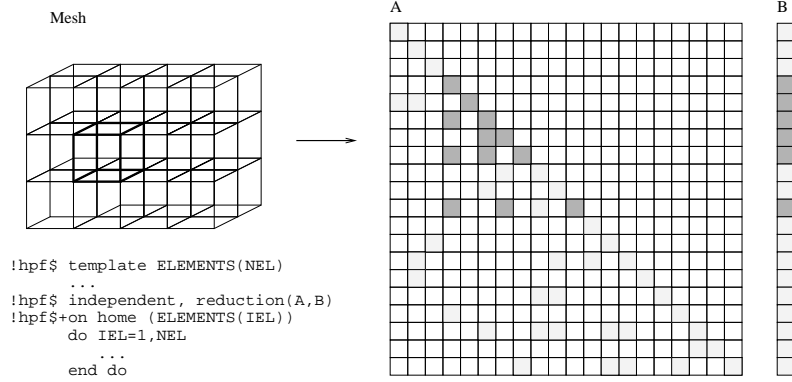 Mesh
A
B
!hpf$ template ELEMENTS(NEL)
...
!hpf$ independent, reduction(A,B)
!hpf$+on home (ELEMENTS(IEL))
do IEL=1,NEL
...
end do